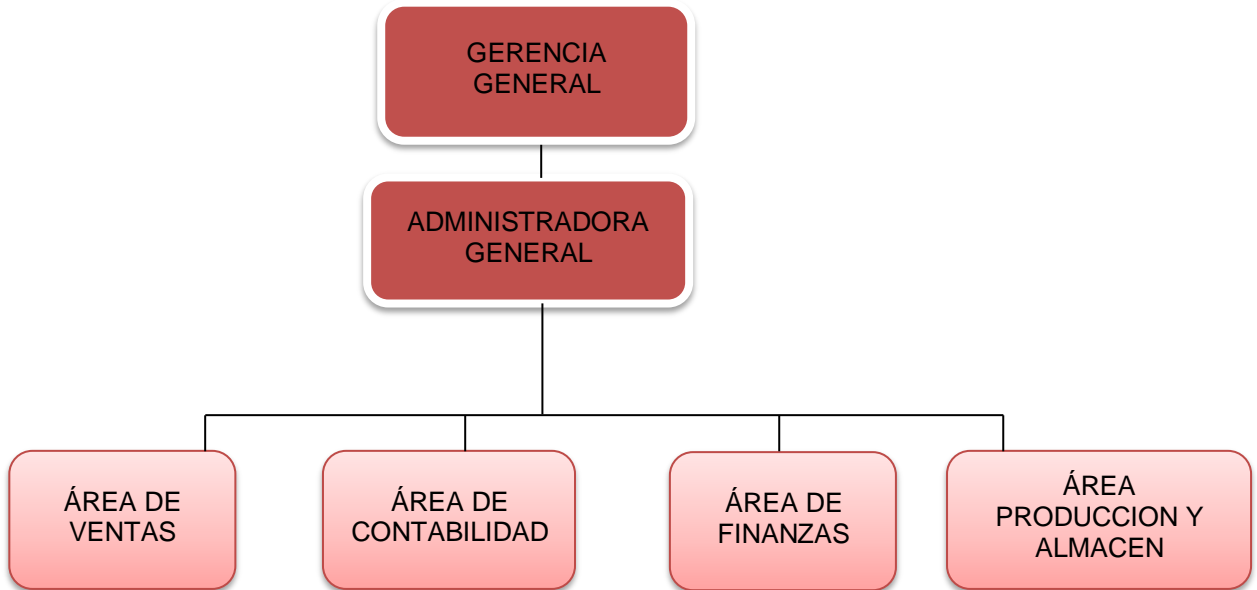 GERENCIA
GENERAL
ADMINISTRADORA
GENERAL
ÁREA DE
VENTAS
ÁREA DE
CONTABILIDAD
ÁREA DE
FINANZAS
ÁREA
PRODUCCION Y
ALMACEN